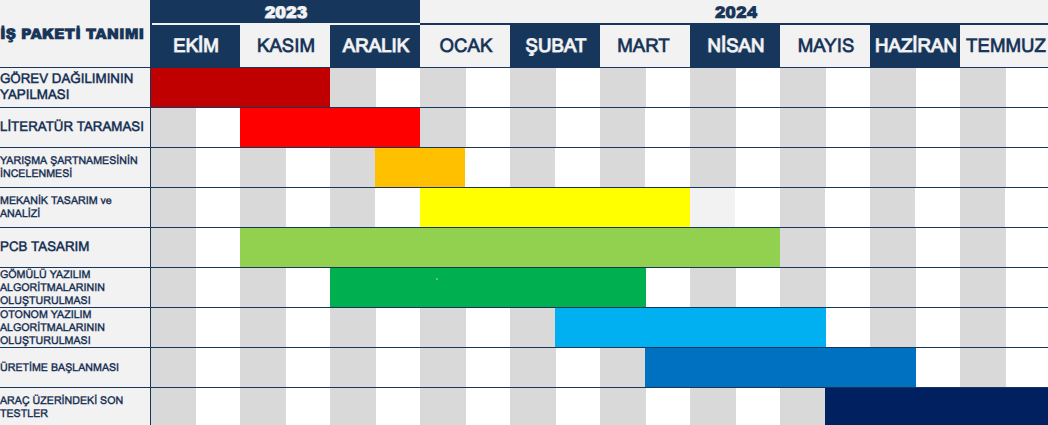 2023 2024
İŞ PAKETİ TANIMI
EKİM KASIM ARALIK OCAK ŞUBAT MART NİSAN MAYIS HAZİRAN TEMMUZ
GÖREV DAĞILIMININ
YAPILMASI
LİTERATÜR TARAMASI
YARIŞMA ŞARTNAMESİNİN
İNCELENMESİ
MEKANİK TASARIM ve
ANALİZİ
PCB TASARIM
GÖMÜLÜ YAZILIM
ALGORİTMALARININ
OLUŞTURULMASI
OTONOM YAZILIM
ALGORİTMALARININ
OLUŞTURULMASI
ÜRETİME BAŞLANMASI
ARAÇ ÜZERİNDEKİ SON
TESTLER